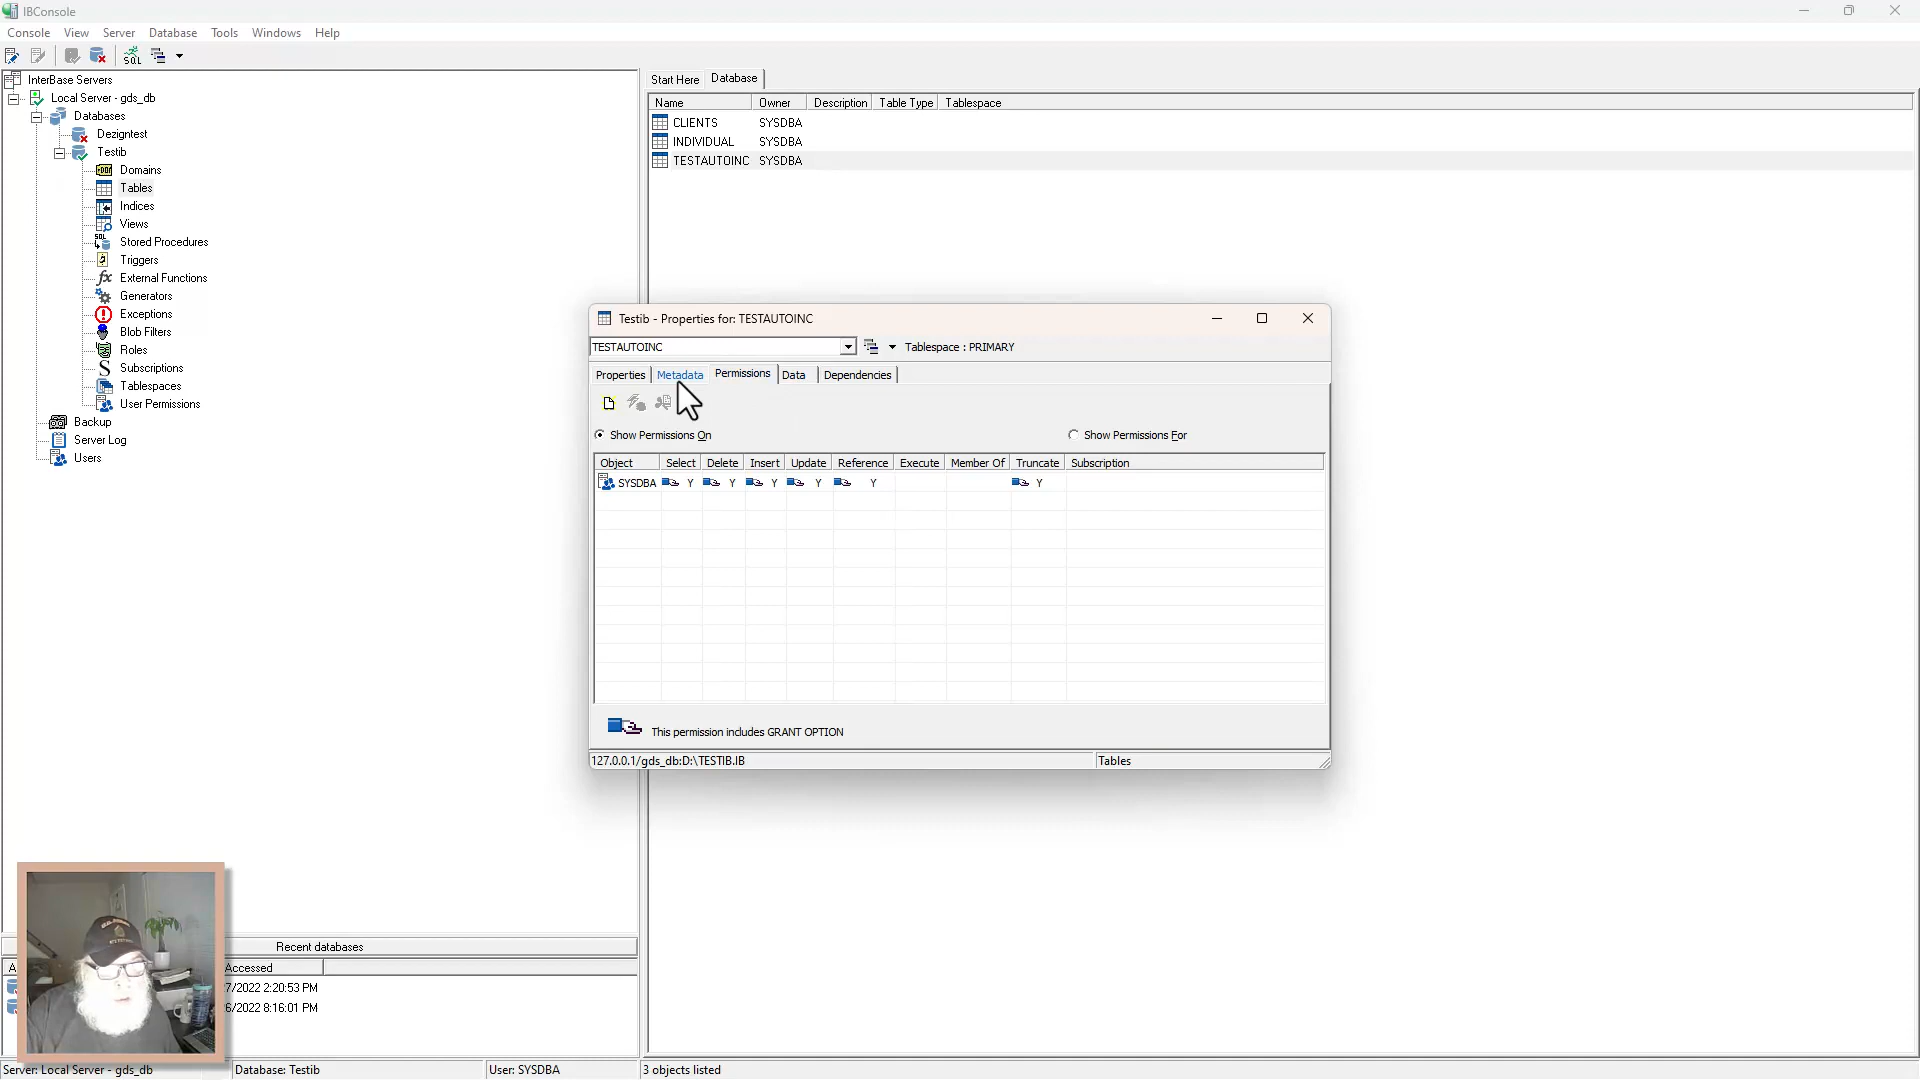 IBConsole
Console View Server Database Tools Windows Help
SQL
InterBase Servers
Local Server - gds_db
Databases
Dezigntest
Testib
Domains
Tables
Indices
Views
Stored Procedures
Triggers
External Functions
Generators
Exceptions
Blob Filters
Roles
Subscriptions
Tablespaces
User Permissions
Backup
Server Log
Users
Start Here Database
Name Owner Description Table Type Tablespace
CLIENTS SYSDBA
INDIVIDUAL SYSDBA
TESTAUTOINC SYSDBA
Testib - Properties for: TESTAUTOINC
TESTAUTOINC Tablespace : PRIMARY
Properties Metadata Permissions Data Dependencies
Show Permissions On Show Permissions For
Object Select Delete Insert Update Reference Execute Member Of Truncate Subscription
SYSDBA Y Y Y Y Y Y
This permission includes GRANT OPTION
127.0.0.1/gds_db:D:\TESTIB.IB Tables
Recent databases
Accessed
7/2022 2:20:53 PM
6/2022 8:16:01 PM
Server: Local Server - gds_db Database: Testib User: SYSDBA 3 objects listed